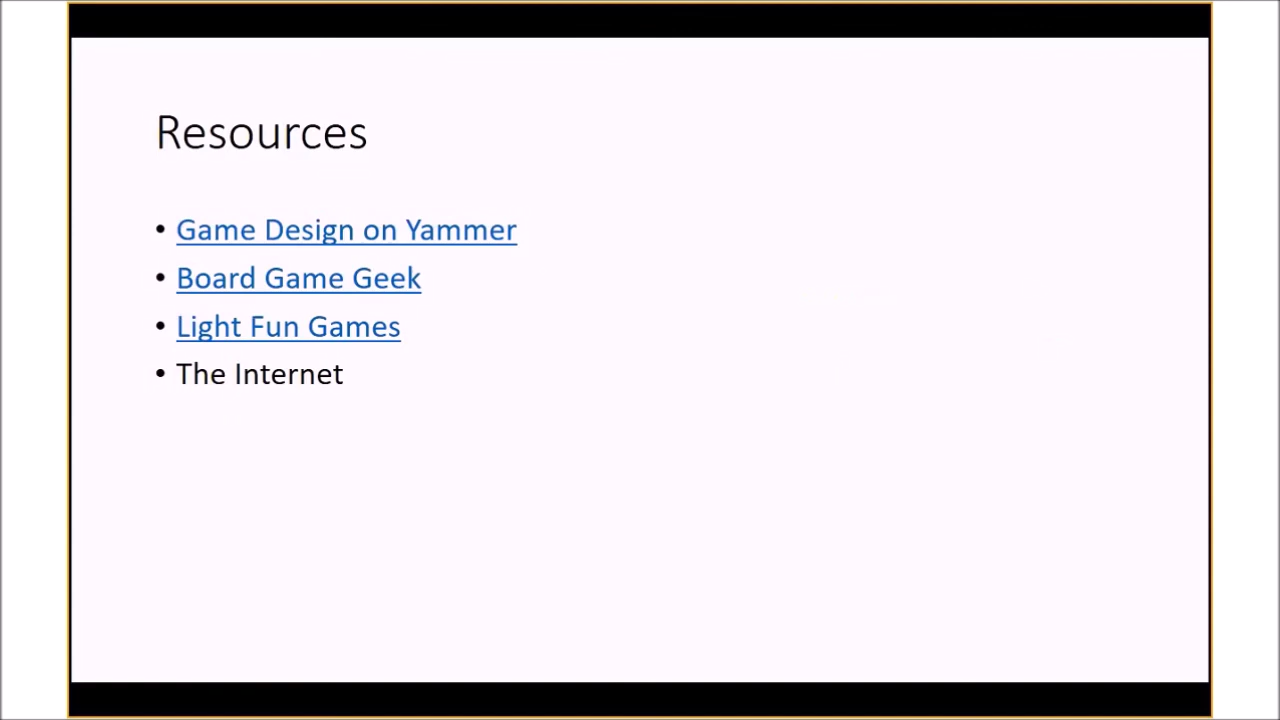 Resources
• Game Design on Yammer
• Board Game Geek
• Light Fun Games
• The Internet